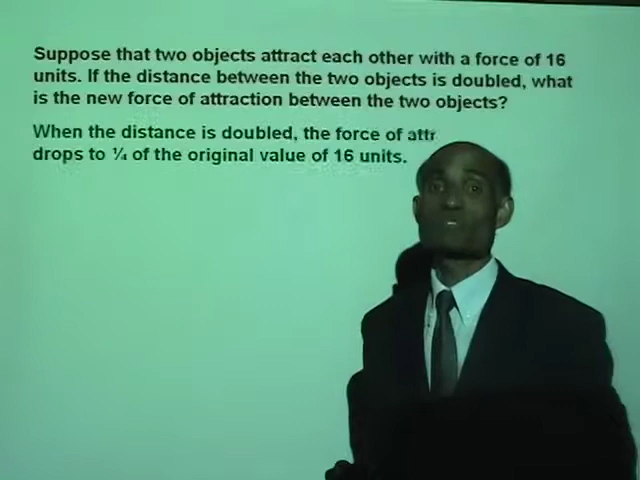 Suppose that two objects attract each other with a force of 16
units. If the distance between the two objects is doubled, what
is the new force of attraction between the two objects?
When the distance is doubled, the force of attr
drops to ¼ of the original value of 16 units.